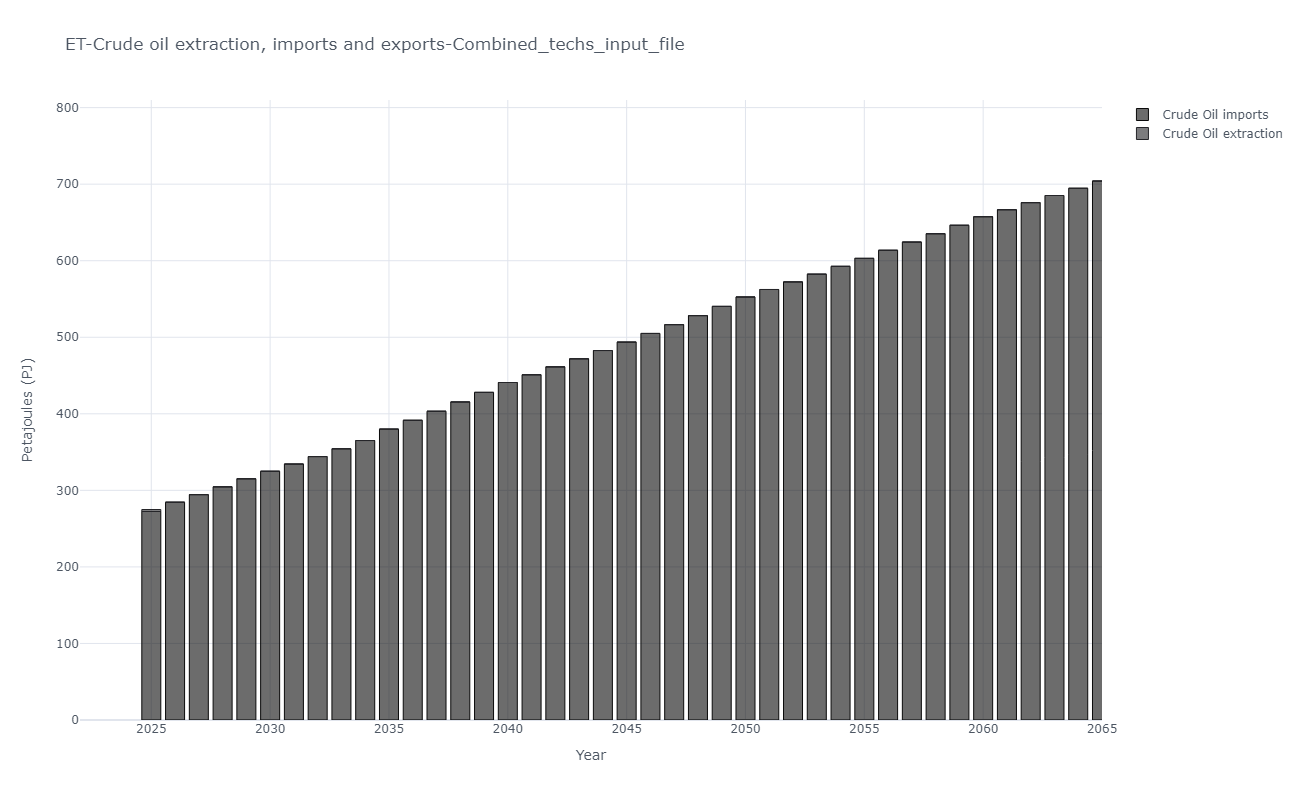 ET-Crude oil extraction, imports and exports-Combined_techs_input_file
800
700
600
500
400
300
200
100
0
Petajoules (PJ)
2025 2030 2035 2040 2045 2050 2055 2060 2065
Year
Crude Oil imports
Crude Oil extraction